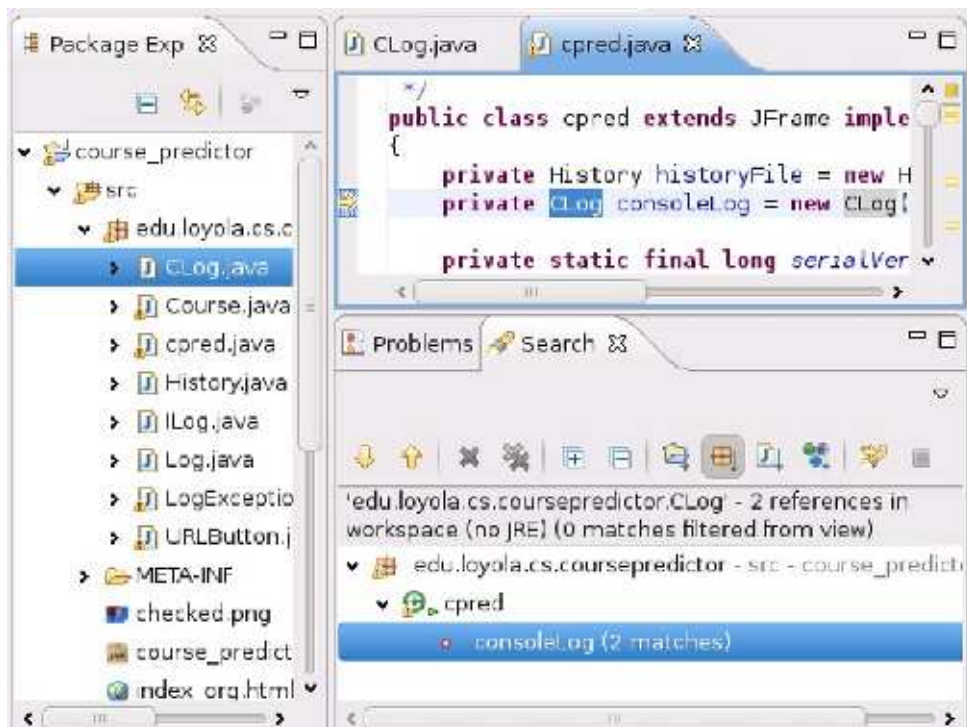 Package Exp
course_predictor
src
edu.loyola.cs.c
CLog.java
Course.java
cpred.java
History.java
ILog.java
Log.java
LogExceptio
URLButton.j
META-INF
checked.png
course_predict
index_org.html
CLog.java
cpred.java
*/
public class cpred extends JFrame imple
{
private History historyFile = new H
private CLog consoleLog = new CLog(
private static final long serialVer
Problems
Search
'edu.loyola.cs.coursepredictor.CLog' - 2 references in
workspace (no JRE) (0 matches filtered from view)
edu.loyola.cs.coursepredictor - src - course_predict
cpred
consoleLog (2 matches)